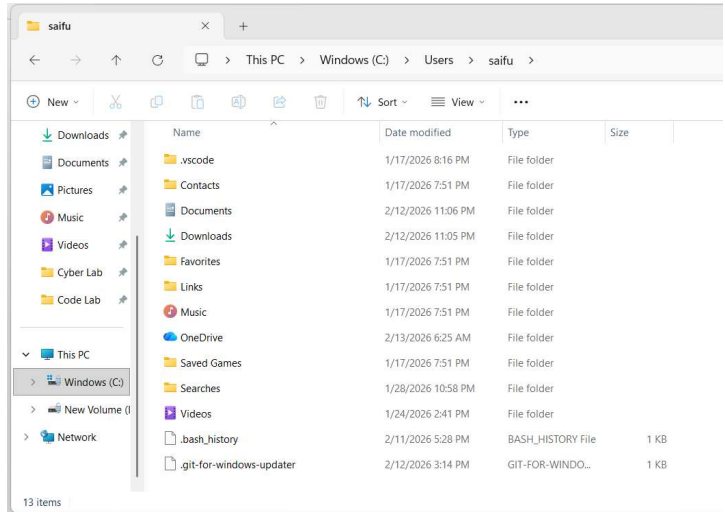 saifu
This PC > Windows (C:) > Users > saifu >
New Sort View ...
Name Date modified Type Size
.vscode 1/17/2026 8:16 PM File folder
Contacts 1/17/2026 7:51 PM File folder
Documents 2/12/2026 11:06 PM File folder
Downloads 2/12/2026 11:05 PM File folder
Favorites 1/17/2026 7:51 PM File folder
Links 1/17/2026 7:51 PM File folder
Music 1/17/2026 7:51 PM File folder
OneDrive 2/13/2026 6:25 AM File folder
Saved Games 1/17/2026 7:51 PM File folder
Searches 1/28/2026 10:58 PM File folder
Videos 1/24/2026 2:41 PM File folder
.bash_history 2/11/2026 5:28 PM BASH_HISTORY File 1 KB
.git-for-windows-updater 2/12/2026 3:14 PM GIT-FOR-WINDO... 1 KB
Downloads
Documents
Pictures
Music
Videos
Cyber Lab
Code Lab
This PC
Windows (C:)
New Volume (
Network
13 items